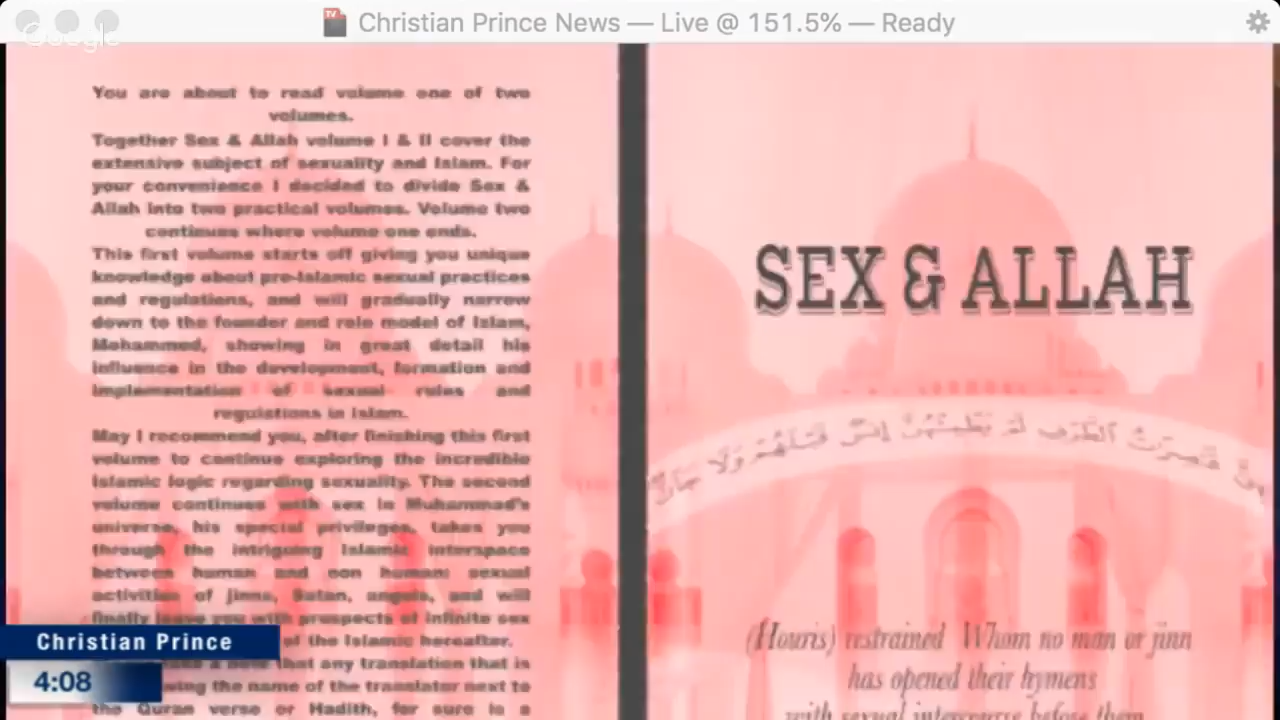 Christian Prince News — Live @ 151.5% — Ready
Google
You are about to read volume one of two
volumes.
Together Sex & Allah volume I & II cover the
extensive subject of sexuality and Islam. For
your convenience I decided to divide Sex &
Allah into two practical volumes. Volume two
continues where volume one ends.
This first volume starts off giving you unique
knowledge about pre-Islamic sexual practices
and regulations, and will gradually narrow
down to the founder and role model of Islam,
Mohammed, showing in great detail his
influence in the development, formation and
implementation of sexual rules and
regulations in Islam.
May I recommend you, after finishing this first
volume to continue exploring the incredible
Islamic logic regarding sexuality. The second
volume continues with sex in Muhammad's
universe, his special privileges, takes you
through the intriguing Islamic interspace
between human and non human: sexual
activities of jinns, Satan, angels, and will
finally leave you with prospects of infinite sex
of the Islamic hereafter.
a note that any translation that is
the name of the translator next to
the Quran verse or Hadith, for sure is a
Christian Prince
4:08
SEX & ALLAH
قَٰصِرَٰتُ ٱلطَّرْفِ لَمْ يَطْمِثْهُنَّ إِنسٌ قَبْلَهُمْ وَلَا جَآنٌّ
(Houris) restrained Whom no man or jinn
has opened their hymens
with sexual intercourse before them